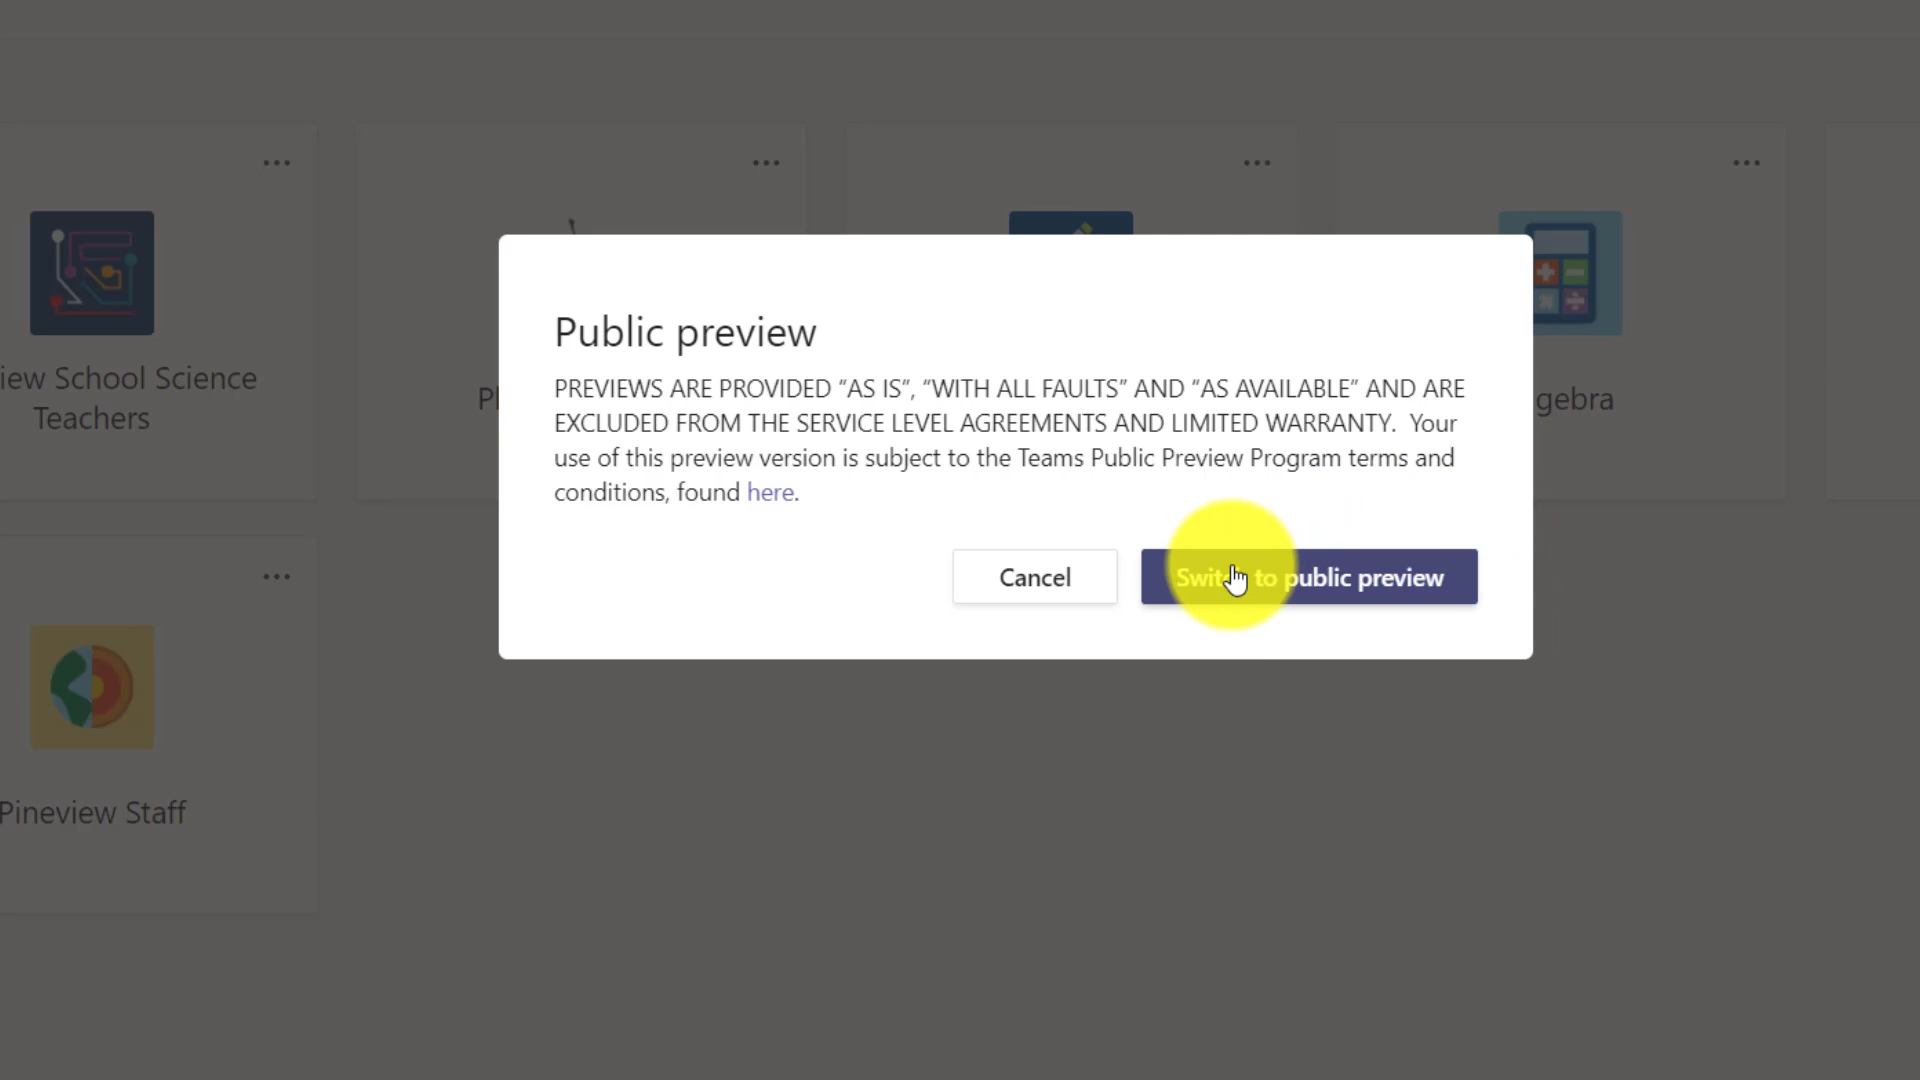 iew School Science
Teachers
Pl
gebra
Public preview
PREVIEWS ARE PROVIDED “AS IS”, “WITH ALL FAULTS” AND “AS AVAILABLE” AND ARE
EXCLUDED FROM THE SERVICE LEVEL AGREEMENTS AND LIMITED WARRANTY.  Your
use of this preview version is subject to the Teams Public Preview Program terms and
conditions, found here.
Cancel
Switch to public preview
Pineview Staff